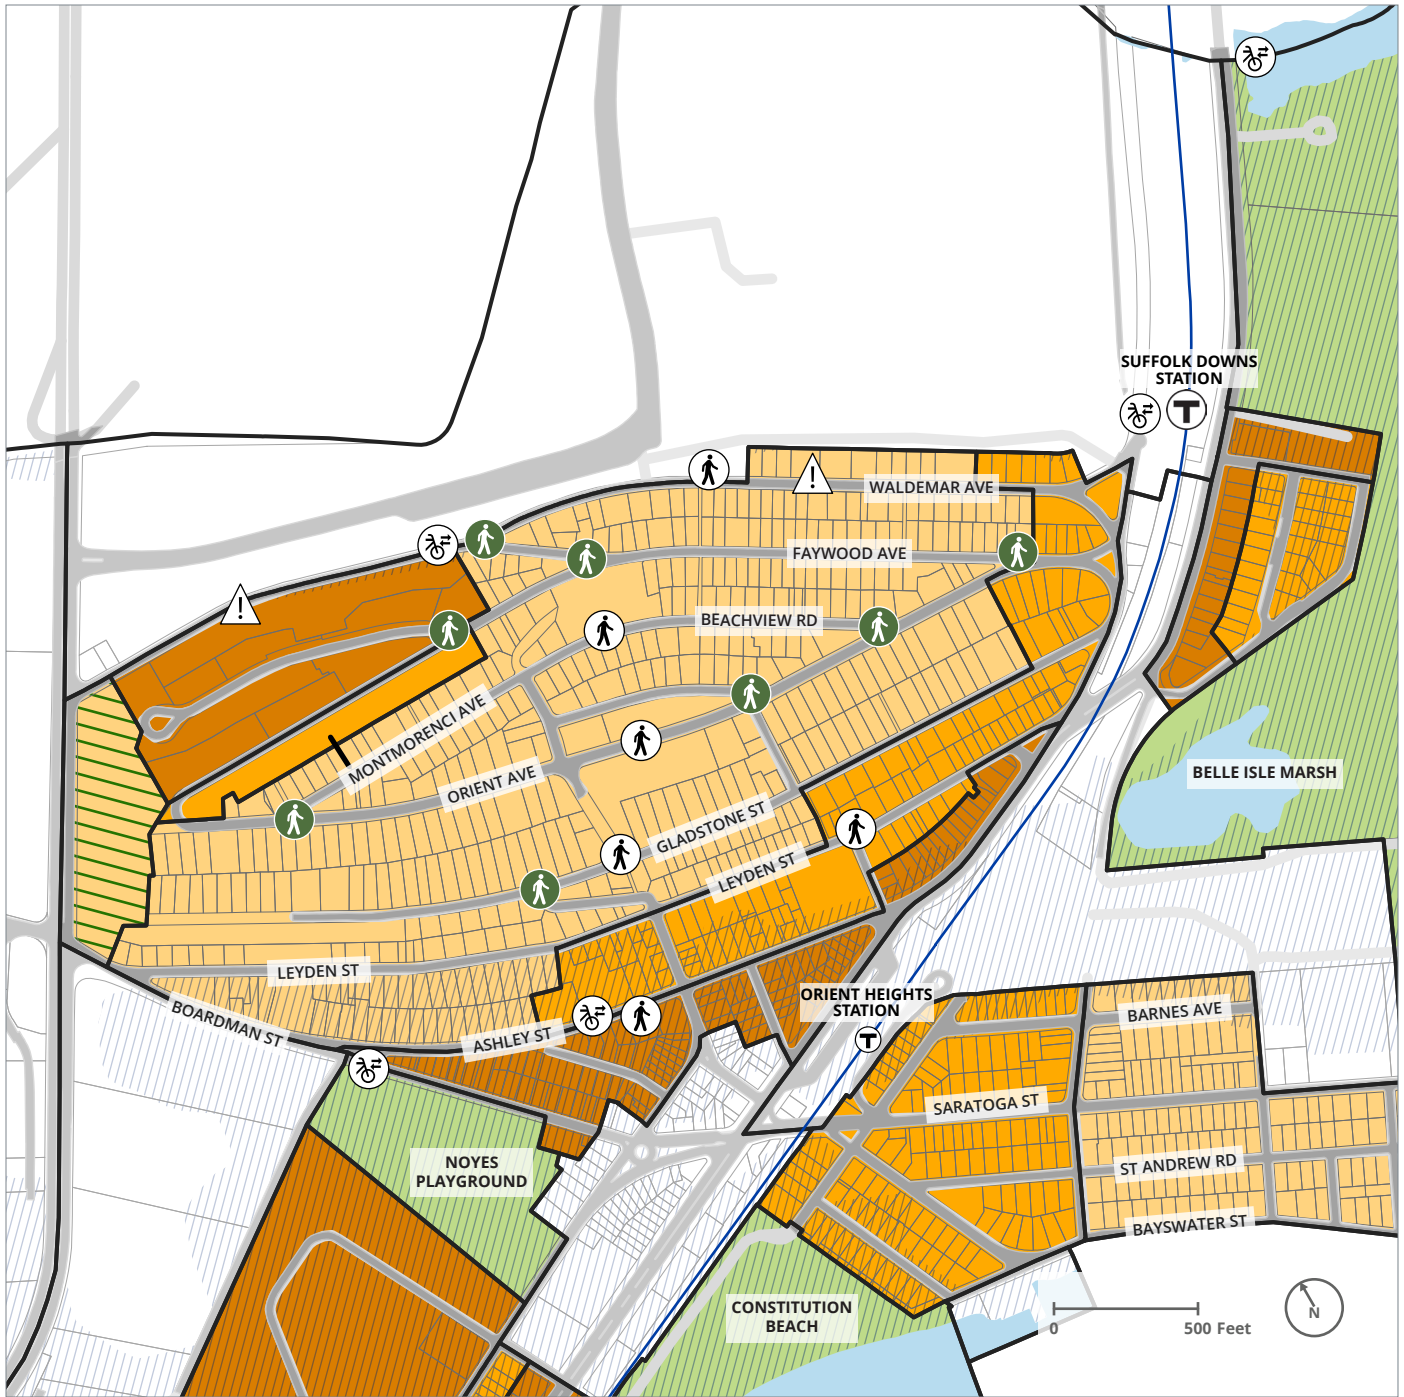 SUFFOLK DOWNS
STATION
T
WALDEMAR AVE
FAYWOOD AVE
BEACHVIEW RD
MONTMORENCI AVE
ORIENT AVE
GLADSTONE ST
LEYDEN ST
BELLE ISLE MARSH
LEYDEN ST
BOARDMAN ST
ASHLEY ST
ORIENT HEIGHTS
STATION
T
BARNES AVE
SARATOGA ST
ST ANDREW RD
BAYSWATER ST
NOYES
PLAYGROUND
CONSTITUTION
BEACH
0 500 Feet
N
!
!